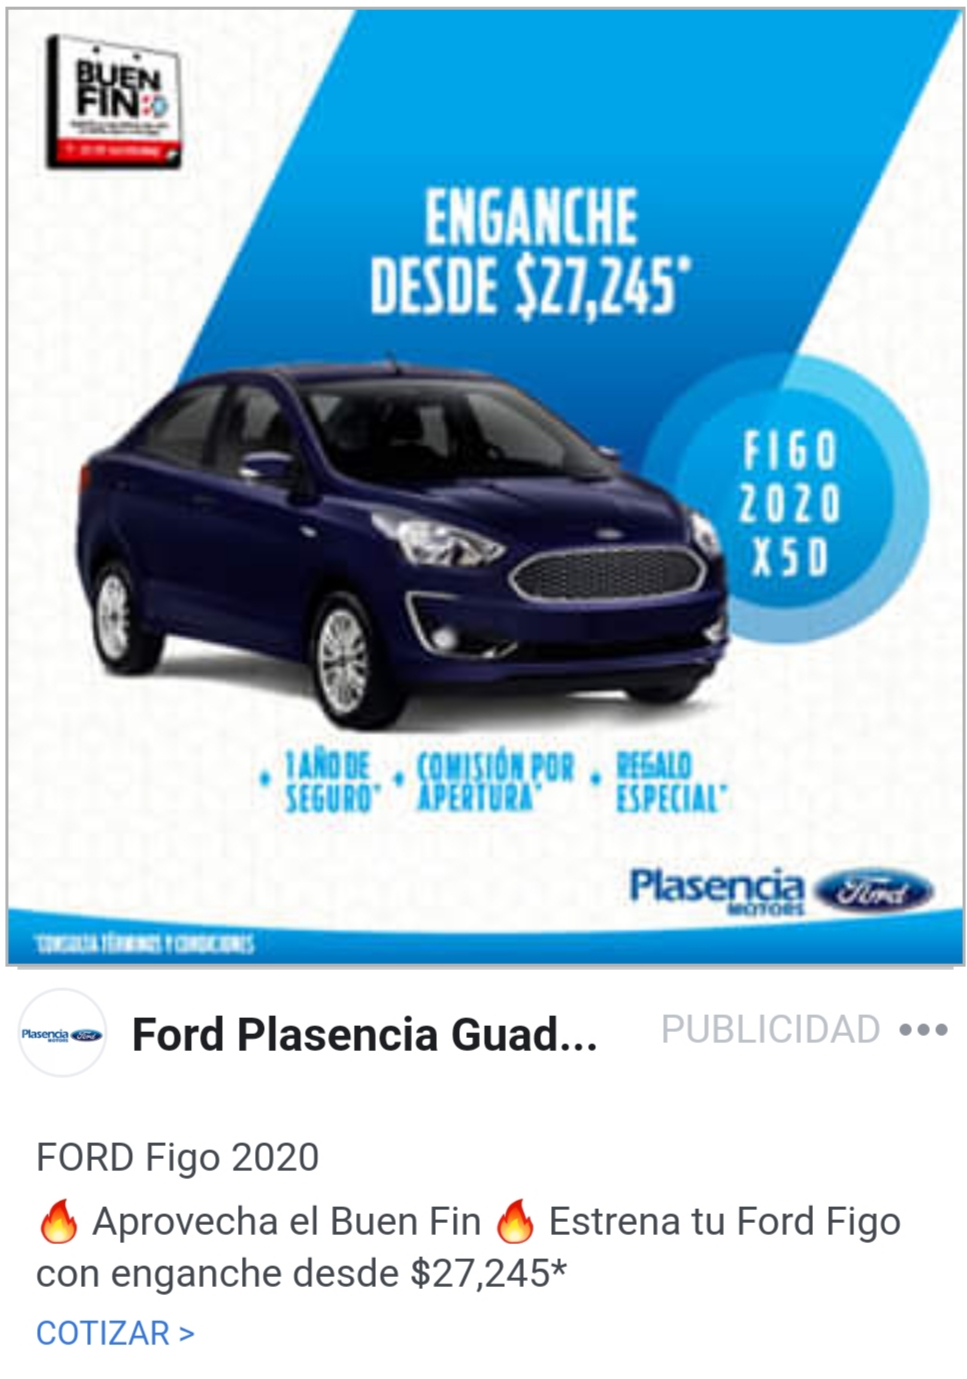 BUEN
FIN
ENGANCHE
DESDE $27,245*
FIGO
2020
X5D
• 1 AÑO DE
SEGURO*
• COMISIÓN POR
APERTURA*
• REGALO
ESPECIAL*
Plasencia
MOTORS
Ford
*CONSULTA TÉRMINOS Y CONDICIONES
Plasencia
MOTORS
Ford
Ford Plasencia Guad...
PUBLICIDAD
FORD Figo 2020
🔥 Aprovecha el Buen Fin 🔥 Estrena tu Ford Figo
con enganche desde $27,245*
COTIZAR >